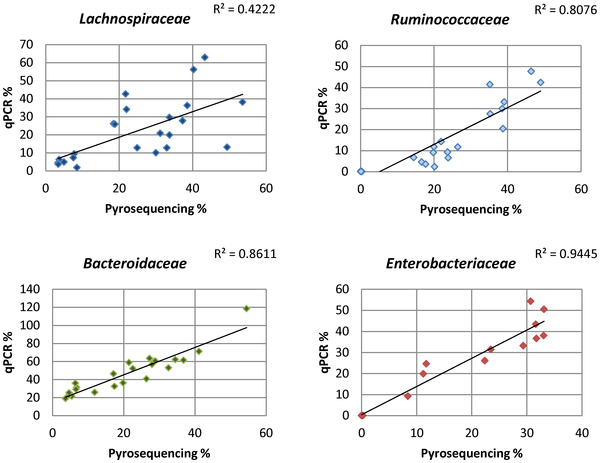 Lachnospiraceae
R² = 0.4222
qPCR %
70
60
50
40
30
20
10
0
0 20 40 60
Pyrosequencing %
Ruminococcaceae
R² = 0.8076
qPCR %
60
50
40
30
20
10
0
0 20 40 60
Pyrosequencing %
Bacteroidaceae
R² = 0.8611
qPCR %
140
120
100
80
60
40
20
0
0 20 40 60
Pyrosequencing %
Enterobacteriaceae
R² = 0.9445
qPCR %
60
50
40
30
20
10
0
0 10 20 30 40
Pyrosequencing %